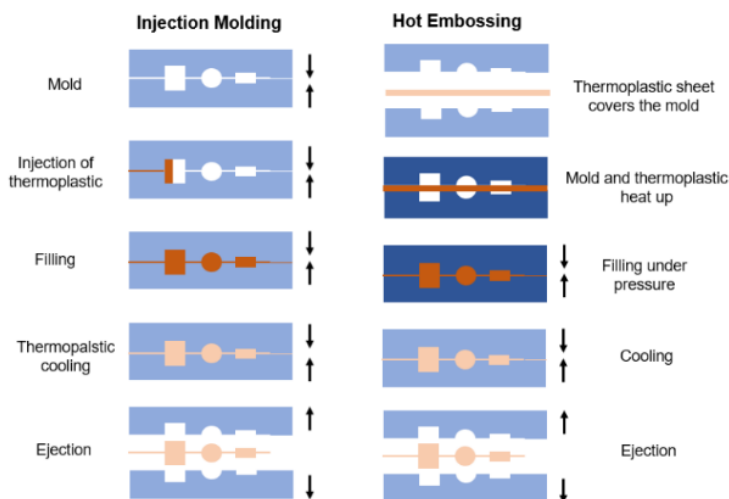 Injection Molding
Hot Embossing
Mold
Thermoplastic sheet
covers the mold
Injection of
thermoplastic
Mold and thermoplastic
heat up
Filling
Filling under
pressure
Thermopalstic
cooling
Cooling
Ejection
Ejection